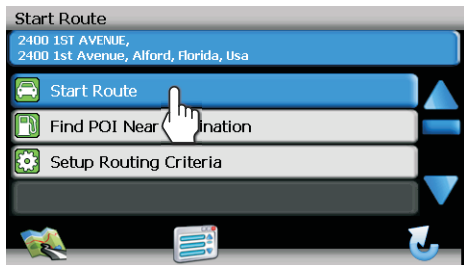 Start Route
2400 1ST AVENUE,
2400 1st Avenue, Alford, Florida, Usa
Start Route
Find POI Near ination
Setup Routing Criteria